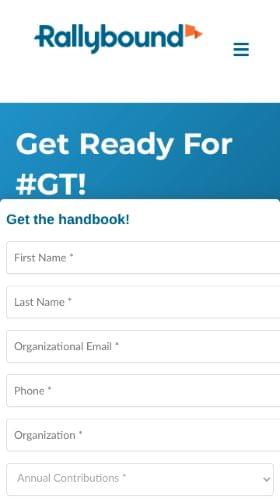 Rallybound
Get Ready For
#GT!
Get the handbook!
First Name *
Last Name *
Organizational Email *
Phone *
Organization *
Annual Contributions *